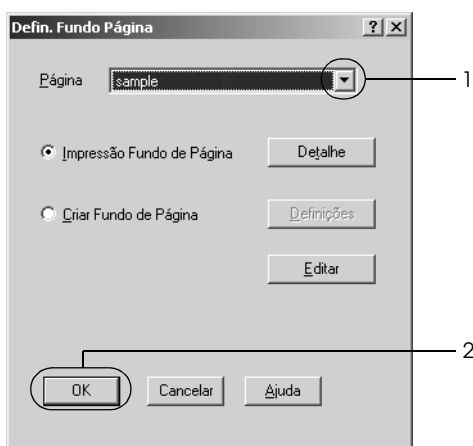 Defin. Fundo Página
Página sample 1
Impressão Fundo de Página Detalhe
Criar Fundo de Página Definições
Editar
2
OK Cancelar Ajuda